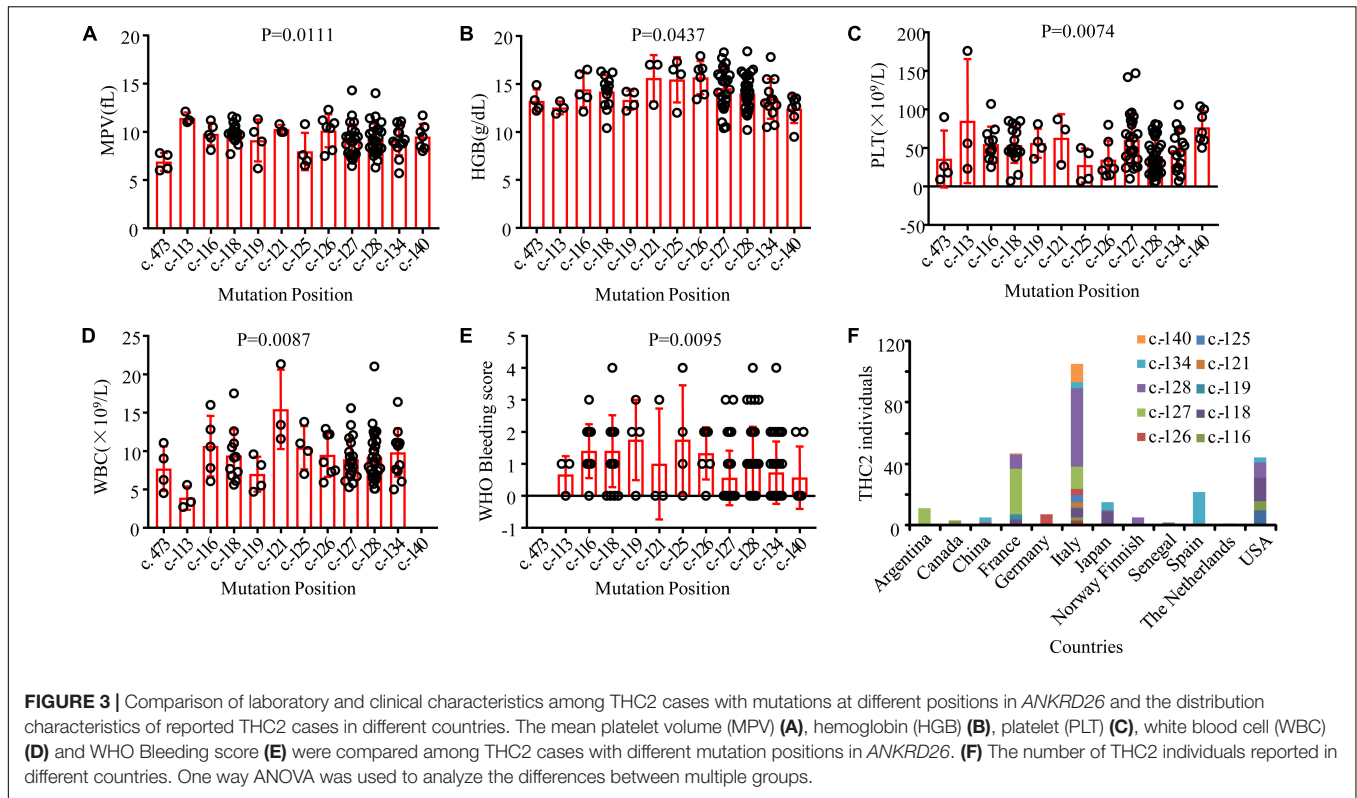 A
P=0.0111
MPV(fL)
20
15
10
5
0
c. 473
c.-113
c.-116
c.-118
c.-119
c.-121
c.-125
c.-126
c.-127
c.-128
c.-134
c.-140
Mutation Position
B
P=0.0437
HGB(g/dL)
20
15
10
5
0
c. 473
c.-113
c.-116
c.-118
c.-119
c.-121
c.-125
c.-126
c.-127
c.-128
c.-134
c.-140
Mutation Position
C
P=0.0074
PLT(×10⁹/L)
200
150
100
50
0
-50
c. 473
c.-113
c.-116
c.-118
c.-119
c.-121
c.-125
c.-126
c.-127
c.-128
c.-134
c.-140
Mutation Position
D
P=0.0087
WBC(×10⁹/L)
25
20
15
10
5
0
c. 473
c.-113
c.-116
c.-118
c.-119
c.-121
c.-125
c.-126
c.-127
c.-128
c.-134
c.-140
Mutation Position
E
P=0.0095
WHO Bleeding score
5
4
3
2
1
0
-1
c. 473
c.-113
c.-116
c.-118
c.-119
c.-121
c.-125
c.-126
c.-127
c.-128
c.-134
c.-140
Mutation Position
F
THC2 individuals
120
80
40
0
c.-140 c.-125
c.-134 c.-121
c.-128 c.-119
c.-127 c.-118
c.-126 c.-116
Argentina
Canada
China
France
Germany
Italy
Japan
Norway Finnish
Senegal
Spain
The Netherlands
USA
Countries
FIGURE 3 | Comparison of laboratory and clinical characteristics among THC2 cases with mutations at different positions in ANKRD26 and the distribution
characteristics of reported THC2 cases in different countries. The mean platelet volume (MPV) (A), hemoglobin (HGB) (B), platelet (PLT) (C), white blood cell (WBC)
(D) and WHO Bleeding score (E) were compared among THC2 cases with different mutation positions in ANKRD26. (F) The number of THC2 individuals reported in
different countries. One way ANOVA was used to analyze the differences between multiple groups.